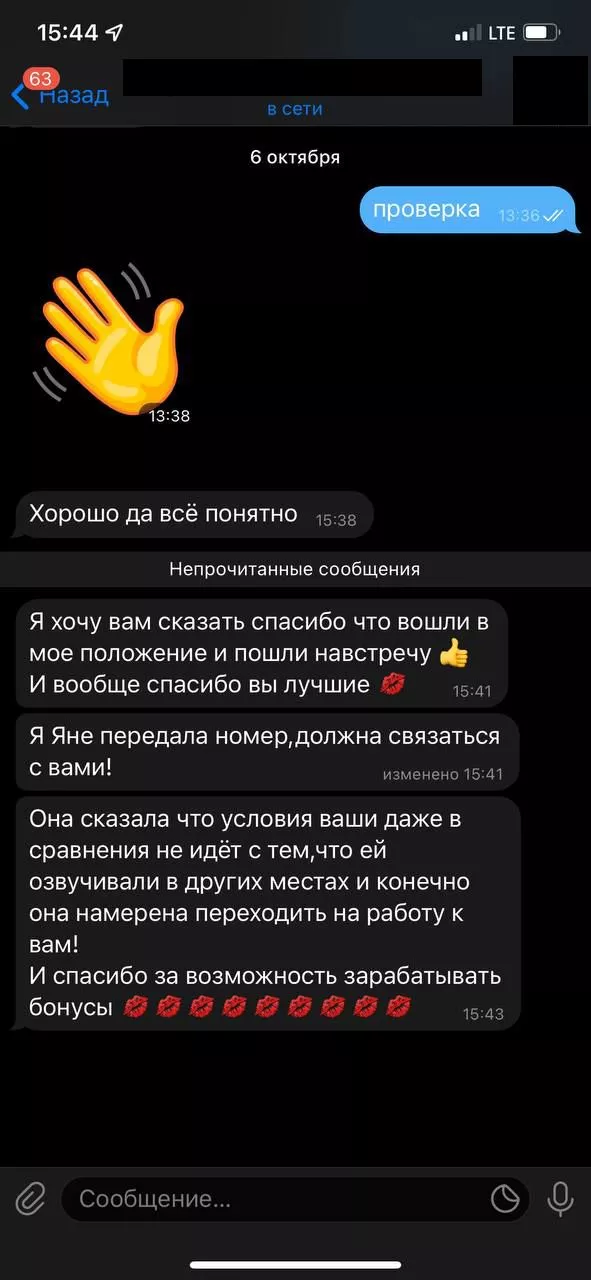 15:44
LTE
63
Назад
в сети
6 октября
проверка 13:36
13:38
Хорошо да всё понятно 15:38
Непрочитанные сообщения
Я хочу вам сказать спасибо что вошли в
мое положение и пошли навстречу
И вообще спасибо вы лучшие 15:41
Я Яне передала номер,должна связаться
с вами! изменено 15:41
Она сказала что условия ваши даже в
сравнения не идёт с тем,что ей
озвучивали в других местах и конечно
она намерена переходить на работу к
вам!
И спасибо за возможность зарабатывать
бонусы 15:43
Сообщение...